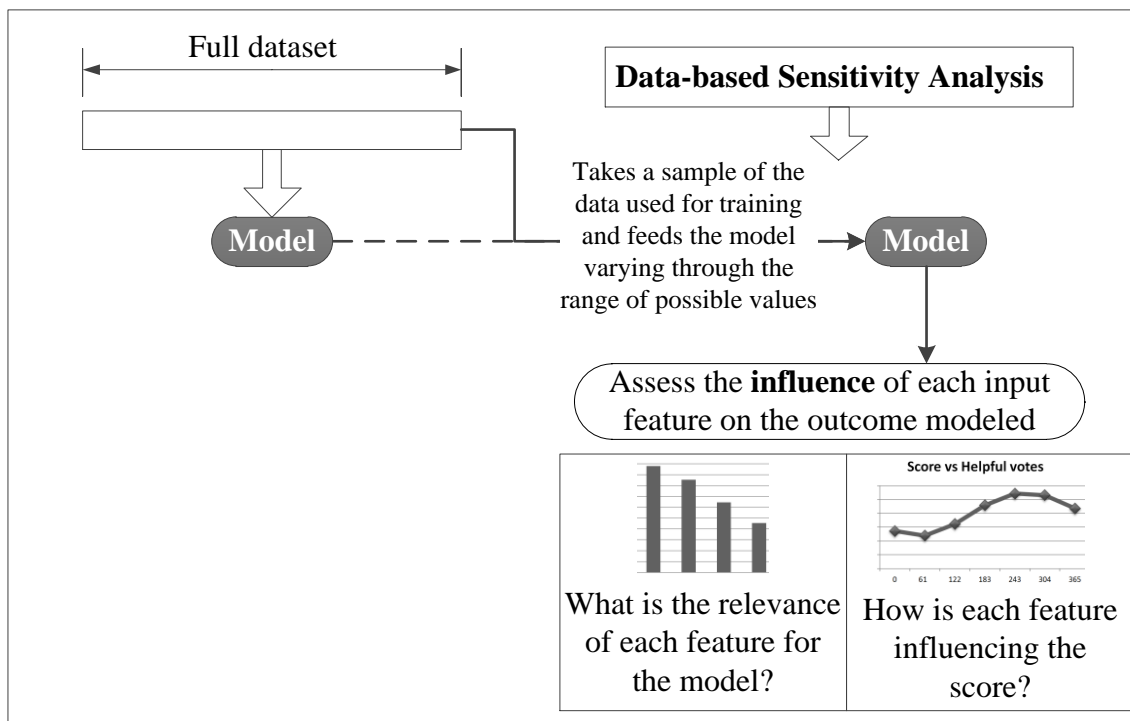 Full dataset
Data-based Sensitivity Analysis
Takes a sample of the
data used for training
and feeds the model
varying through the
range of possible values
Model
Model
Assess the influence of each input
feature on the outcome modeled
What is the relevance
of each feature for
the model?
Score vs Helpful votes
0 61 122 183 243 304 365
How is each feature
influencing the
score?